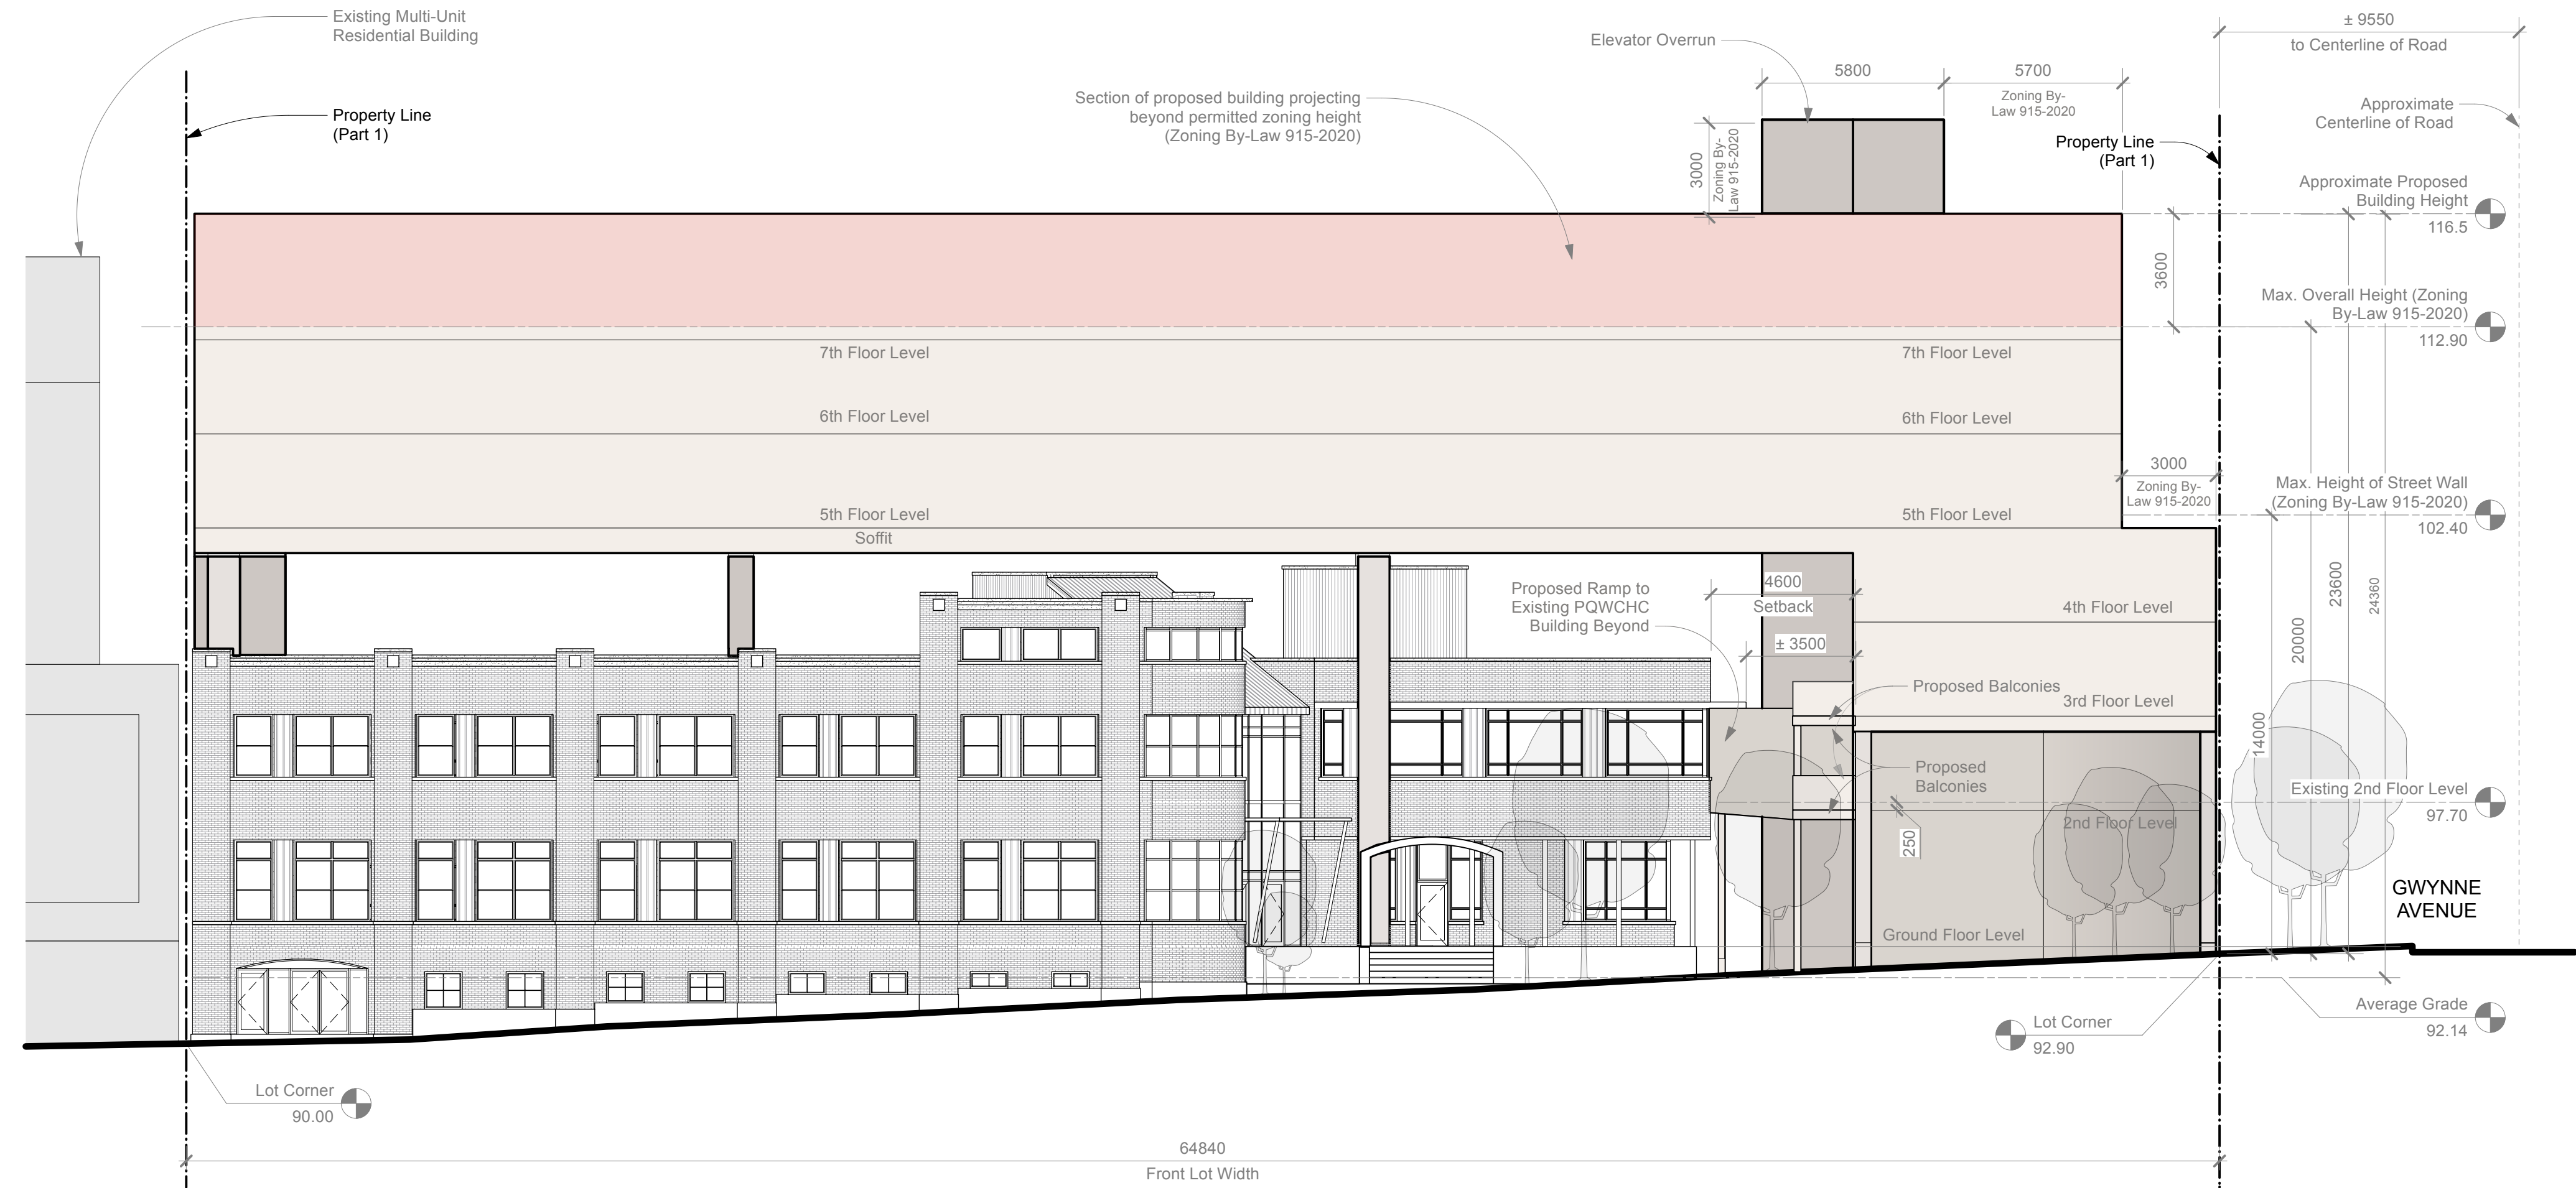 Existing Multi-Unit
Residential Building
Property Line
(Part 1)
Section of proposed building projecting
beyond permitted zoning height
(Zoning By-Law 915-2020)
Elevator Overrun
5800
5700
Zoning By-
Law 915-2020
3000
Zoning By-
Law 915-2020
± 9550
to Centerline of Road
Approximate
Centerline of Road
Property Line
(Part 1)
Approximate Proposed
Building Height
116.5
3600
Max. Overall Height (Zoning
By-Law 915-2020)
112.90
7th Floor Level
7th Floor Level
6th Floor Level
6th Floor Level
3000
Zoning By-
Law 915-2020
Max. Height of Street Wall
(Zoning By-Law 915-2020)
102.40
5th Floor Level
5th Floor Level
Soffit
Proposed Ramp to
Existing PQWCHC
Building Beyond
4600
Setback
± 3500
4th Floor Level
23600
24360
20000
14000
Proposed Balconies
3rd Floor Level
Proposed
Balconies
Existing 2nd Floor Level
97.70
2nd Floor Level
250
GWYNNE
AVENUE
Ground Floor Level
Average Grade
92.14
Lot Corner
92.90
Lot Corner
90.00
64840
Front Lot Width